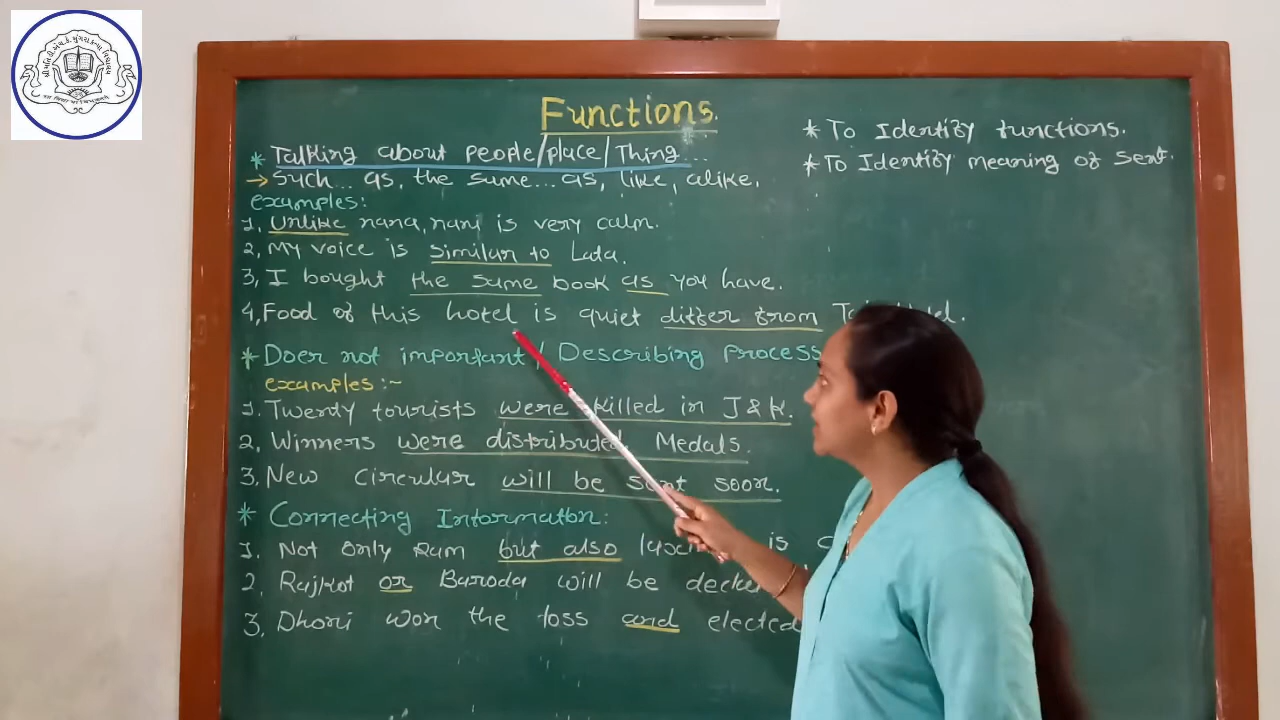 Functions.
* To Identify functions.
* To Identify meaning of sent.
* Talking about people/place/Thing...
→ Such... as, the same... as, like, alike.
examples:
1, Unlike nana, nani is very calm.
2, My voice is similar to Lata.
3, I bought the same book as you have.
4, Food of this hotel is quiet differ from
* Doer not important / Describing process
examples :-
1. Twenty tourists were killed in J & K.
2. Winners were distributed Medals.
3. New Circular will be sent soon.
* Connecting Information:
1. Not Only Ram but also is
2. Rajkot or Baroda will be
3. Dhoni won the toss and elected